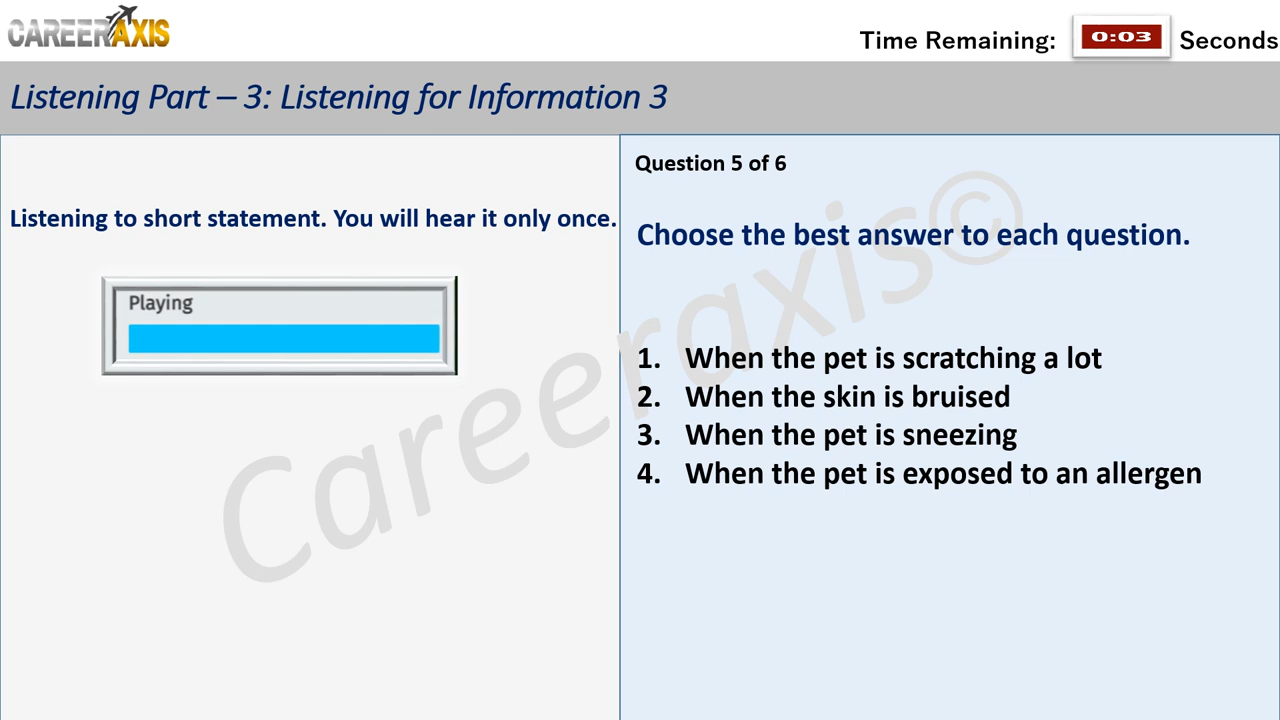 CAREERAXIS
Time Remaining: 0:03 Seconds
Listening Part – 3: Listening for Information 3
Listening to short statement. You will hear it only once.
Playing
Question 5 of 6
Choose the best answer to each question.
1. When the pet is scratching a lot
2. When the skin is bruised
3. When the pet is sneezing
4. When the pet is exposed to an allergen
Careeraxis©